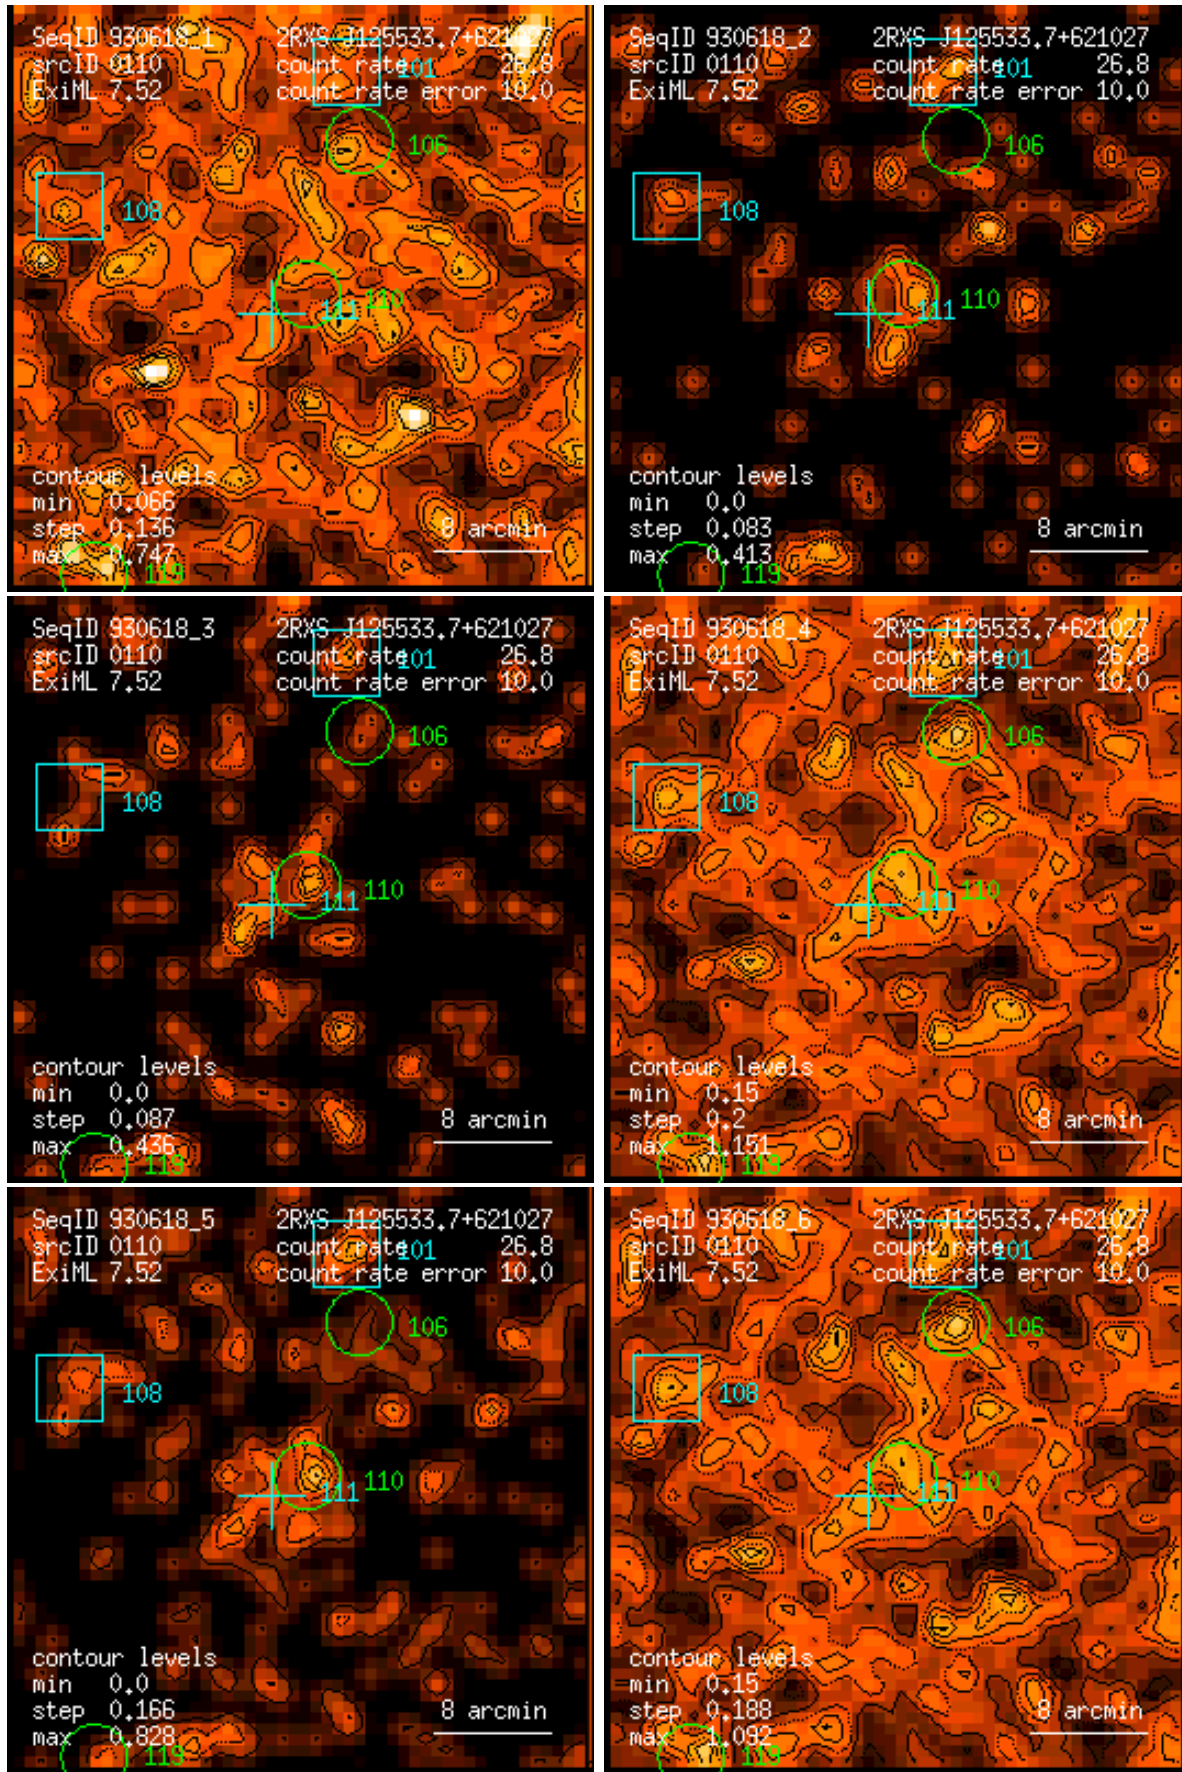 SeqID 930618_1 2RXS J125533.7+621027
srcID 0110 count rate 26.8
101
ExiML 7.52 count rate error 10.0
106
108
110
111
contour levels
min 0.066
step 0.136
max 0.747
8 arcmin
119
SeqID 930618_2 2RXS J125533.7+621027
srcID 0110 count rate 26.8
101
ExiML 7.52 count rate error 10.0
106
108
110
111
contour levels
min 0.0
step 0.083
max 0.413
8 arcmin
119
SeqID 930618_3 2RXS J125533.7+621027
srcID 0110 count rate 26.8
101
ExiML 7.52 count rate error 10.0
106
108
110
111
contour levels
min 0.0
step 0.087
max 0.436
8 arcmin
119
SeqID 930618_4 2RXS J125533.7+621027
srcID 0110 count rate 26.8
101
ExiML 7.52 count rate error 10.0
106
108
110
111
contour levels
min 0.15
step 0.2
max 1.151
8 arcmin
119
SeqID 930618_5 2RXS J125533.7+621027
srcID 0110 count rate 26.8
101
ExiML 7.52 count rate error 10.0
106
108
110
111
contour levels
min 0.0
step 0.166
max 0.828
8 arcmin
119
SeqID 930618_6 2RXS J125533.7+621027
srcID 0110 count rate 26.8
101
ExiML 7.52 count rate error 10.0
106
108
110
111
contour levels
min 0.15
step 0.188
max 1.092
8 arcmin
119